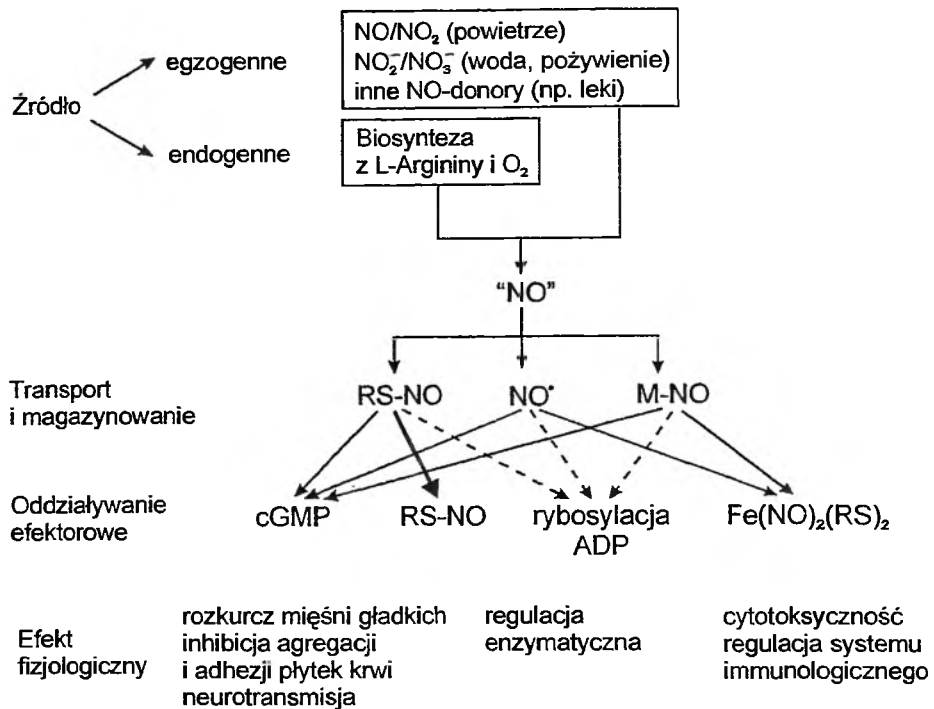 Źródło
egzogenne
NO/NO₂ (powietrze)
NO₂⁻/NO₃⁻ (woda, pożywienie)
inne NO-donory (np. leki)
endogenne
Biosynteza
z L-Argininy i O₂
“NO”
Transport
i magazynowanie
RS-NO
NO•
M-NO
Oddziaływanie
efektorowe
cGMP
RS-NO
rybosylacja
ADP
Fe(NO)₂(RS)₂
Efekt
fizjologiczny
rozkurcz mięśni gładkich
inhibicja agregacji
i adhezji płytek krwi
neurotransmisja
regulacja
enzymatyczna
cytotoksyczność
regulacja systemu
immunologicznego